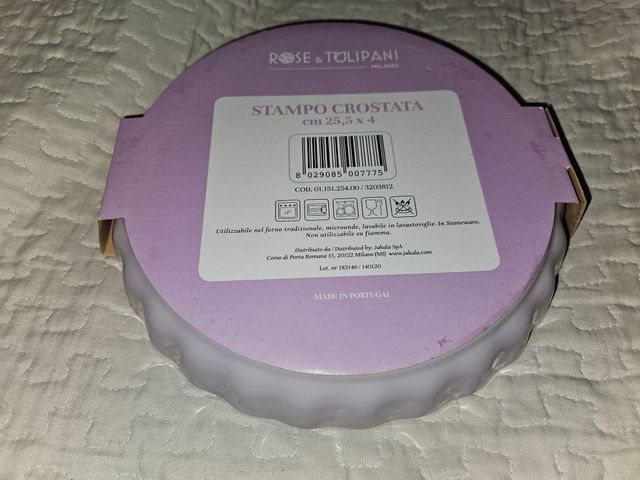 ROSE & TULIPANI
MILANO
STAMPO CROSTATA
cm 25,5 x 4
8 029085 007775
COD. 01.151.254.00 / 3203812
Utilizzabile nel forno tradizionale, microonde, lavabile in lavastoviglie. In Stoneware.
Non utilizzabile su fiamma.
Distribuito da / Distributed by: Jakala SpA
Corso di Porta Romana 15, 20122 Milano (MI) www.jakala.com
Lot. nr 183146 / 140120
MADE IN PORTUGAL